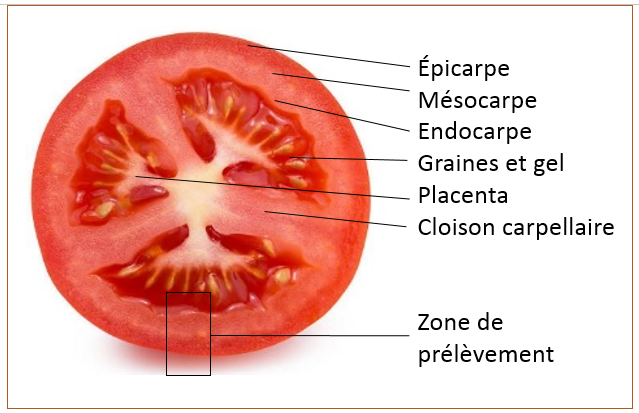 Épicarpe
Mésocarpe
Endocarpe
Graines et gel
Placenta
Cloison carpellaire
Zone de
prélèvement